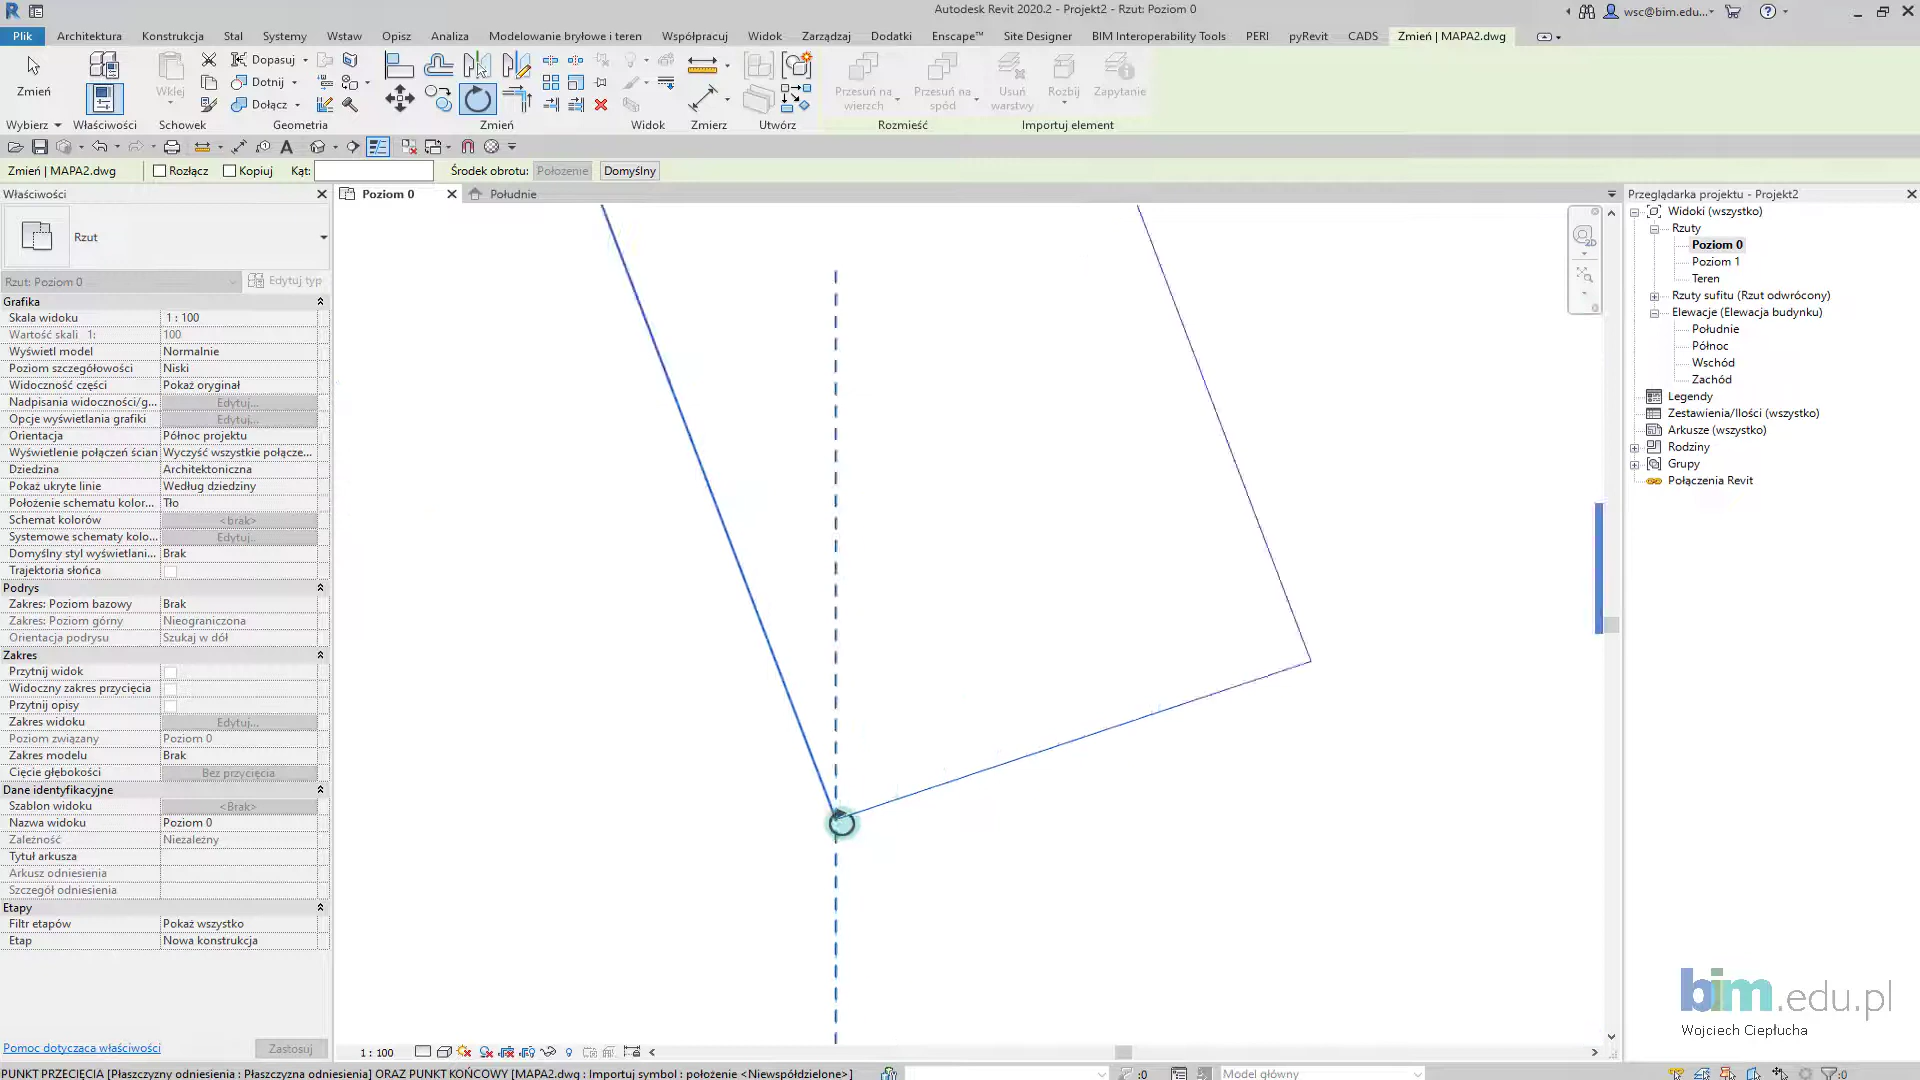 Autodesk Revit 2020.2 - Projekt2 - Rzut: Poziom 0
wsc@bim.edu...
Plik Architektura Konstrukcja Stal Systemy Wstaw Opisz Analiza Modelowanie bryłowe i teren Współpracuj Widok Zarządzaj Dodatki Enscape™ Site Designer BIM Interoperability Tools PERI pyRevit CADS Zmień | MAPA2.dwg
Zmień
Wklej
Dopasuj
Dotnij
Dołącz
Przesuń na wierzch
Przesuń na spód
Usuń warstwy
Rozbij
Zapytanie
Wybierz Właściwości Schowek Geometria Zmień Widok Zmierz Utwórz Rozmieść Importuj element
Zmień | MAPA2.dwg Rozłącz Kopiuj Kąt: Środek obrotu: Położenie Domyślny
Właściwości
Rzut
Rzut: Poziom 0 Edytuj typ
Grafika
Skala widoku 1 : 100
Wartość skali 1: 100
Wyświetl model Normalnie
Poziom szczegółowości Niski
Widoczność części Pokaż oryginał
Nadpisania widoczności/g... Edytuj...
Opcje wyświetlania grafiki Edytuj...
Orientacja Północ projektu
Wyświetlenie połączeń ścian Wyczyść wszystkie połącze...
Dziedzina Architektoniczna
Pokaż ukryte linie Według dziedziny
Położenie schematu kolor... Tło
Schemat kolorów <brak>
Systemowe schematy kolo... Edytuj...
Domyślny styl wyświetlani... Brak
Trajektoria słońca
Podrys
Zakres: Poziom bazowy Brak
Zakres: Poziom górny Nieograniczona
Orientacja podrysu Szukaj w dół
Zakres
Przytnij widok
Widoczny zakres przycięcia
Przytnij opisy
Zakres widoku Edytuj...
Poziom związany Poziom 0
Zakres modelu Brak
Cięcie głębokości Bez przycięcia
Dane identyfikacyjne
Szablon widoku <Brak>
Nazwa widoku Poziom 0
Zależność Niezależny
Tytuł arkusza
Arkusz odniesienia
Szczegół odniesienia
Etapy
Filtr etapów Pokaż wszystko
Etap Nowa konstrukcja
Pomoc dotycząca właściwości Zastosuj
Poziom 0 Południe
2D
1 : 100
Przeglądarka projektu - Projekt2
Widoki (wszystko)
Rzuty
Poziom 0
Poziom 1
Teren
Rzuty sufitu (Rzut odwrócony)
Elewacje (Elewacja budynku)
Południe
Północ
Wschód
Zachód
Legendy
Zestawienia/Ilości (wszystko)
Arkusze (wszystko)
Rodziny
Grupy
Połączenia Revit
bim.edu.pl
Wojciech Ciepłucha
PUNKT PRZECIĘCIA [Płaszczyzny odniesienia : Płaszczyzna odniesienia] ORAZ PUNKT KOŃCOWY [MAPA2.dwg : Importuj symbol : położenie <Niewspółdzielone>] :0 Model główny :0